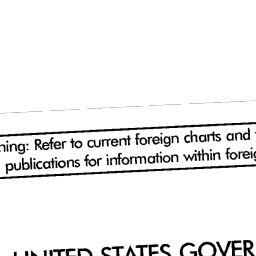 ning: Refer to current foreign charts and
publications for information within foreig
UNITED STATES GOVER